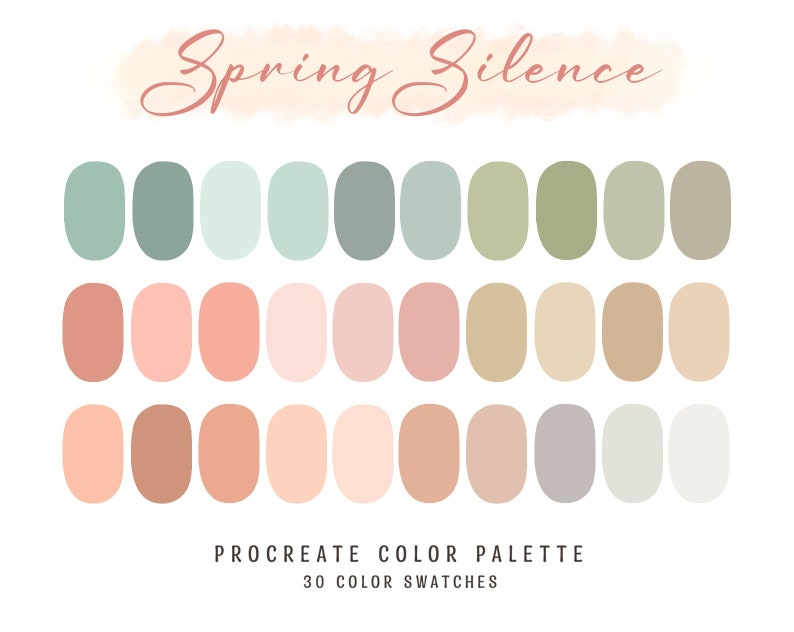 Spring Silence
PROCREATE COLOR PALETTE
30 COLOR SWATCHES